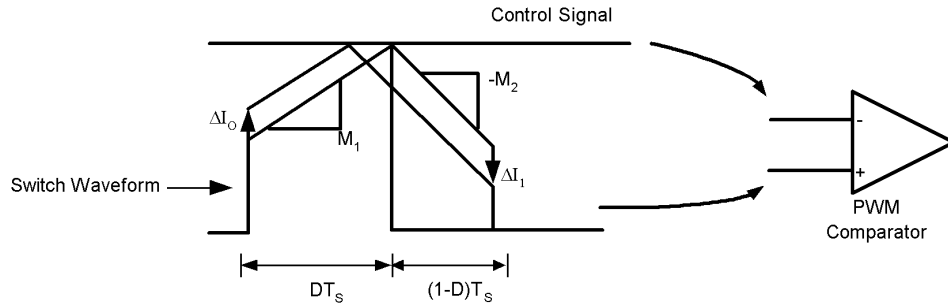 Control Signal
-M2
ΔIO
M1
Switch Waveform
ΔI1
-
+
PWM
Comparator
DTS
(1-D)TS